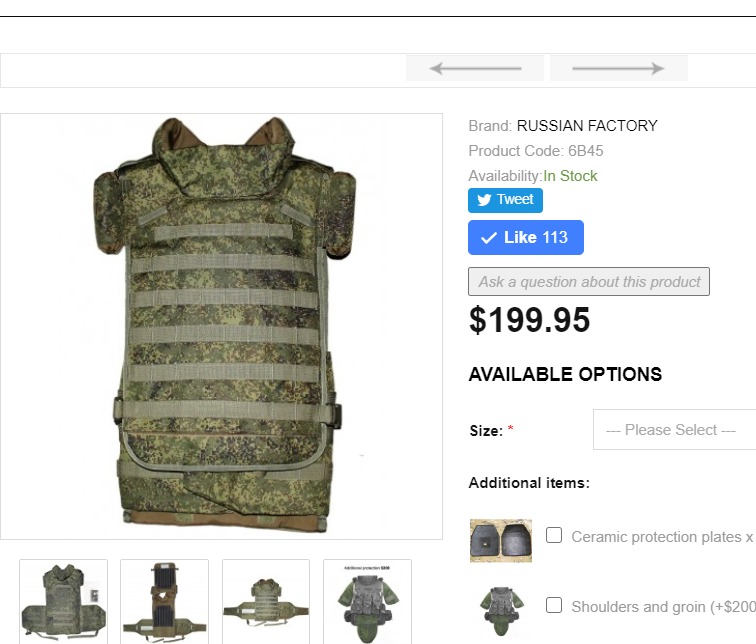 Brand: RUSSIAN FACTORY
Product Code: 6B45
Availability:In Stock
Tweet
Like 113
Ask a question about this product
$199.95
AVAILABLE OPTIONS
Size: *
--- Please Select ---
Additional items:
Ceramic protection plates x
Additional protection $200
Shoulders and groin (+$200